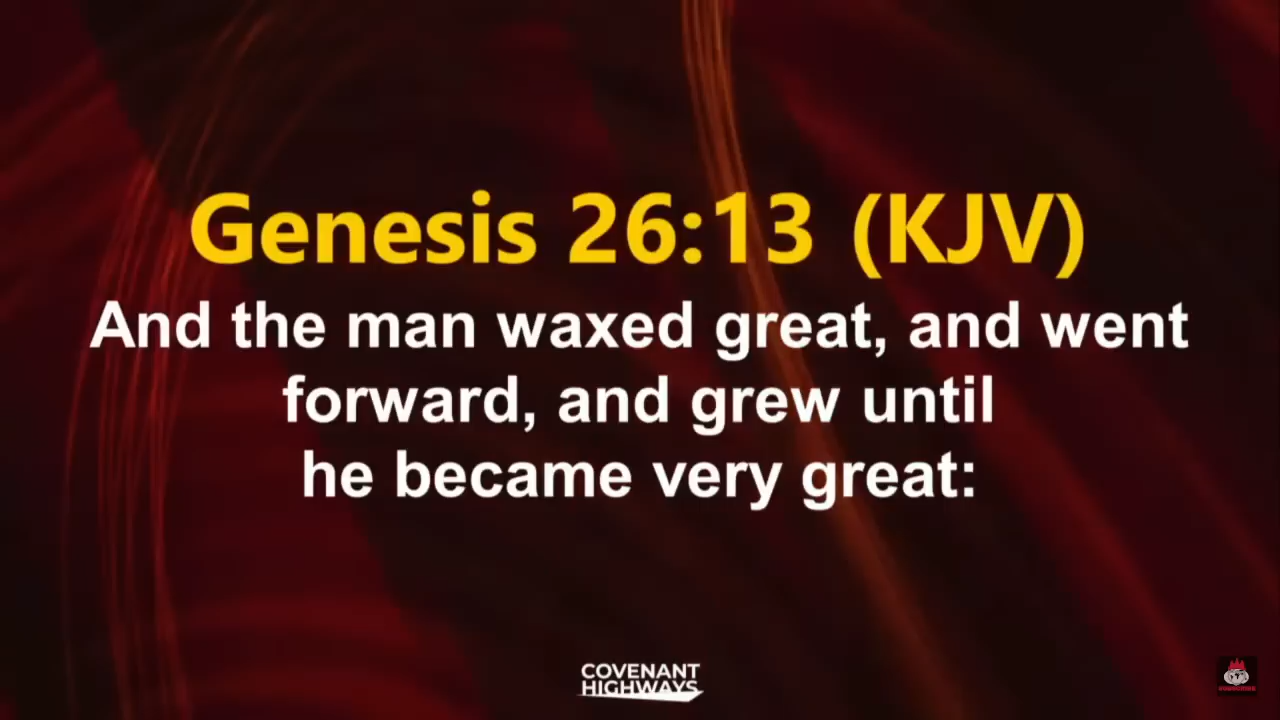 Genesis 26:13 (KJV)
And the man waxed great, and went
forward, and grew until
he became very great:
COVENANT
HIGHWAYS